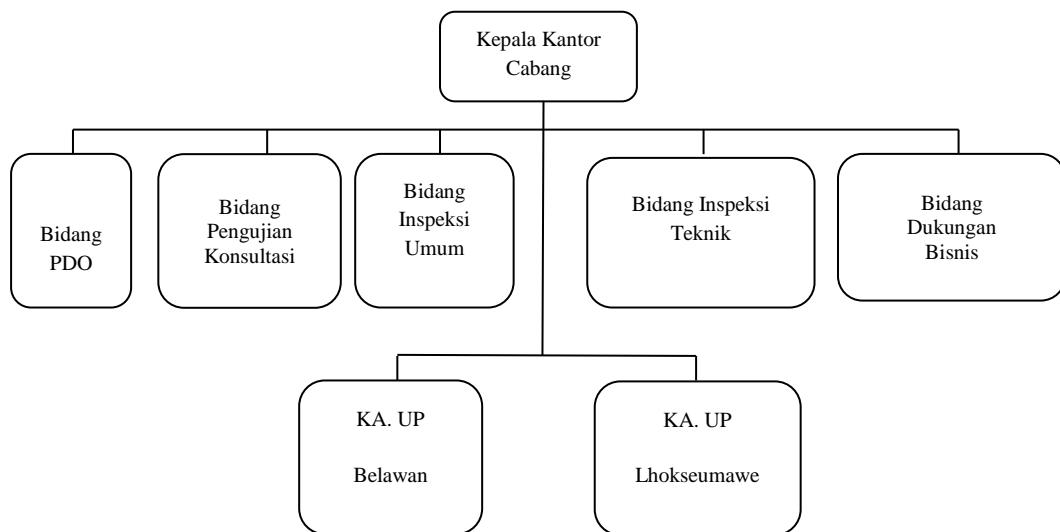 Kepala Kantor
Cabang
Bidang
PDO
Bidang
Pengujian
Konsultasi
Bidang
Inspeksi
Umum
Bidang Inspeksi
Teknik
Bidang
Dukungan
Bisnis
KA. UP
Belawan
KA. UP
Lhokseumawe